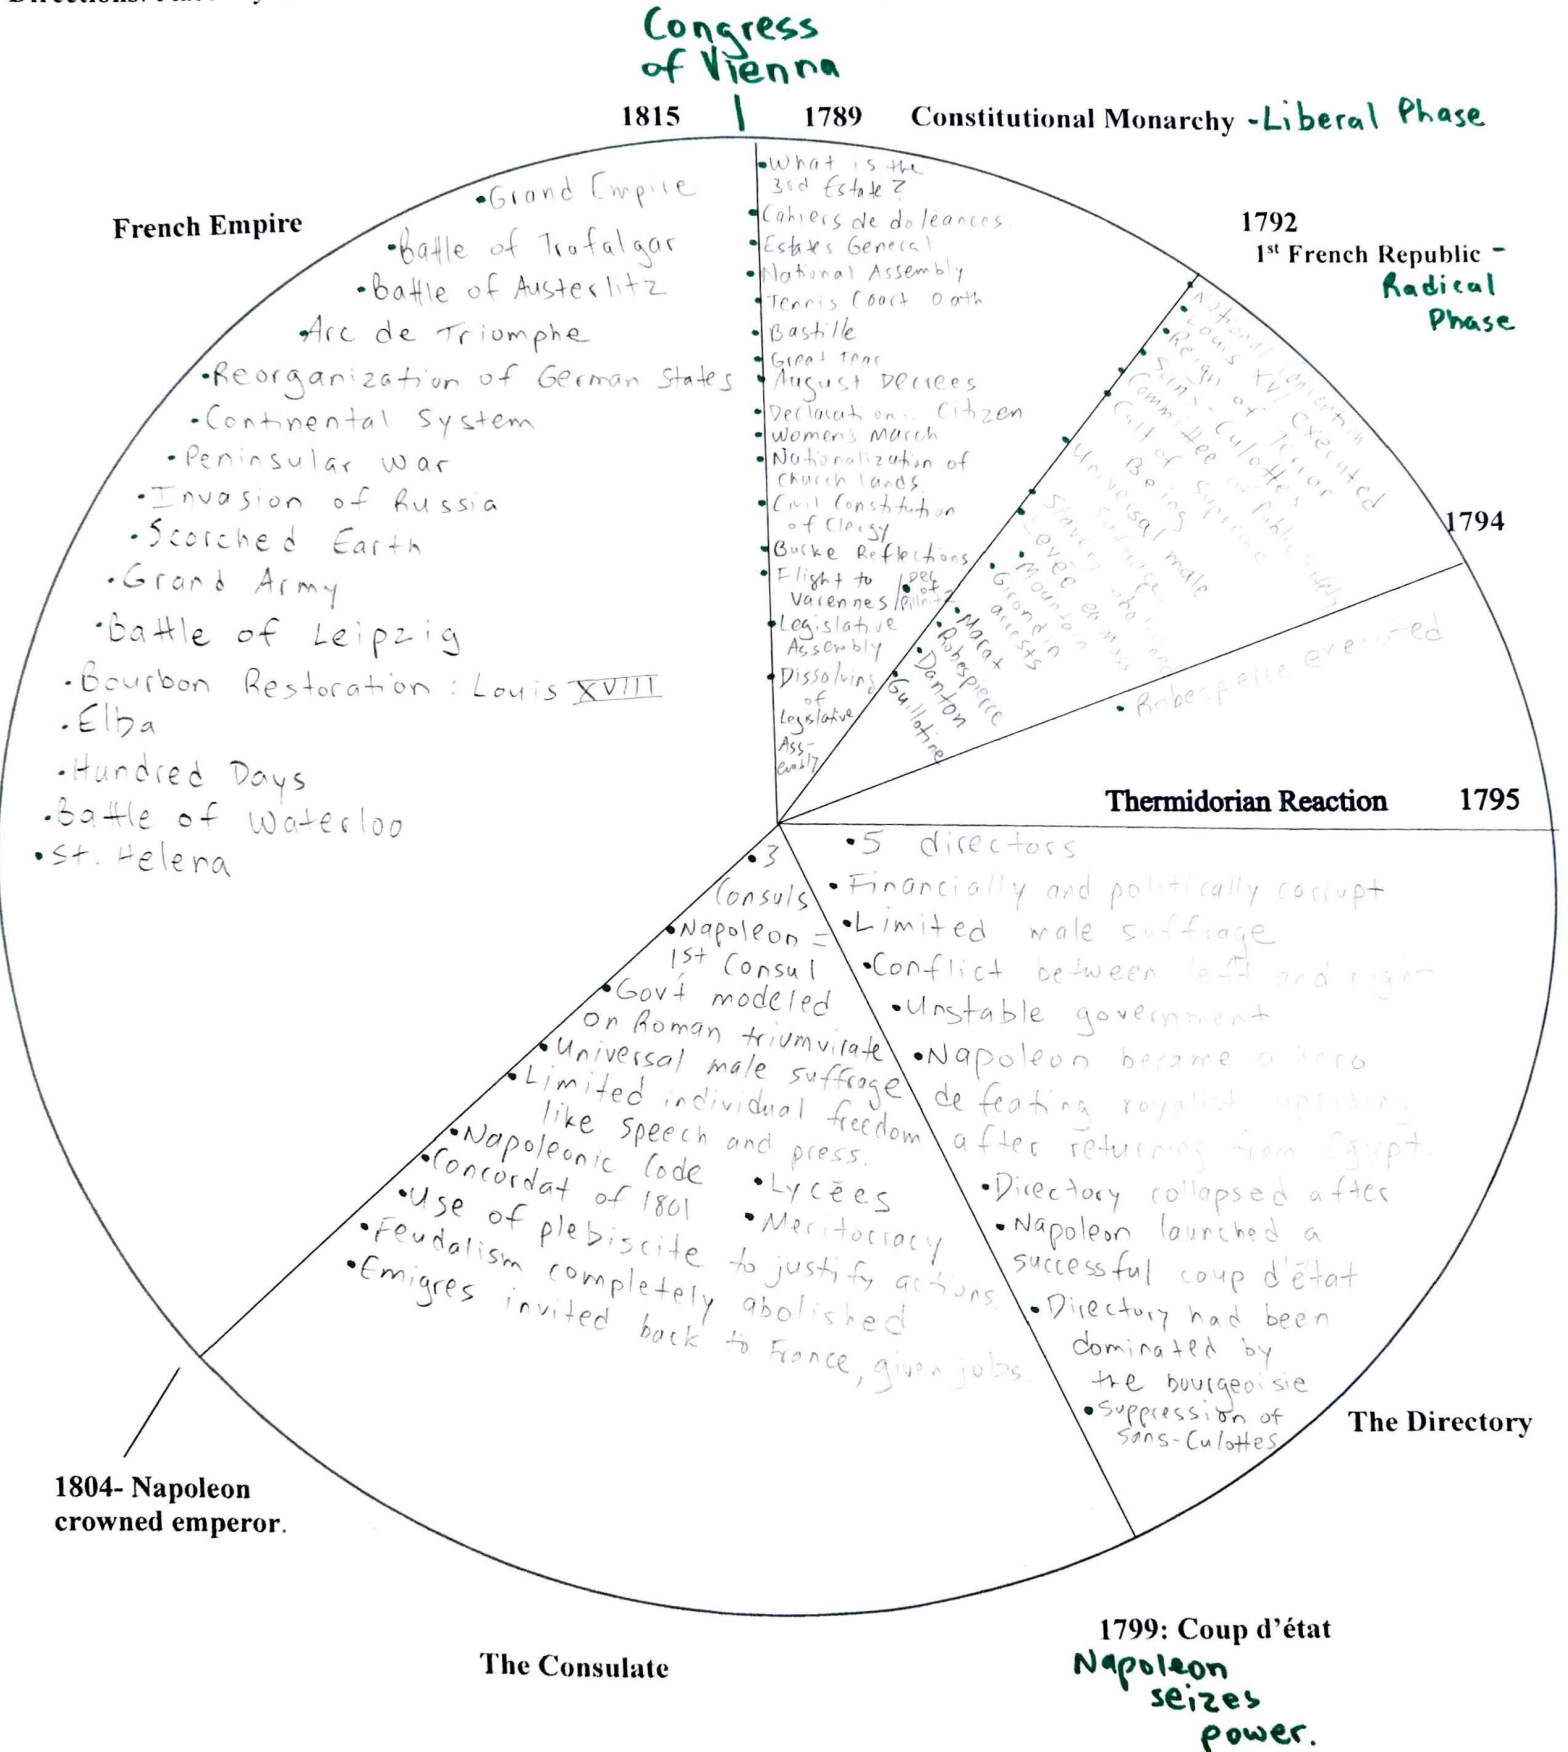 Congress
of Vienna
1815 | 1789 Constitutional Monarchy - Liberal Phase
French Empire
• Grand Empire
• Battle of Trafalgar
• Battle of Austerlitz
• Arc de Triomphe
• Reorganization of German States
• Continental System
• Peninsular War
• Invasion of Russia
• Scorched Earth
• Grand Army
• Battle of Leipzig
• Bourbon Restoration: Louis XVIII
• Elba
• Hundred Days
• Battle of Waterloo
• St. Helena
• What is the
3rd Estate?
• Cahiers de doléances.
• Estates General
• National Assembly
• Tennis Court Oath
• Bastille
• Great Fear
• August Decrees
• Declaration... Citizen
• Women's March
• Nationalization of
church lands.
• Civil Constitution
of Clergy
• Burke Reflections
• Flight to
Varennes / • Dec of
• Legislative
Assembly
• Dissolving
of
Legislative
Ass-
embly
1792
1st French Republic -
Radical
Phase
• National Convention
• Louis XVI executed
• Reign of Terror
• Sans-Culottes
• Committee of Public Safety
• Cult of Supreme
Being
• Universal male
suffrage
• Slavery abolished
• Levée en mass
• Mountain
• Girondin
arrests
• Marat
• Robespierre
• Danton
• Guillotine
1794
• Robespierre executed
Thermidorian Reaction 1795
• 5 directors
• Financially and politically corrupt
• Limited male suffrage
• Conflict between left and right
• Unstable government
• Napoleon became a hero
defeating royalist uprising
after returning from Egypt.
• Directory collapsed after
• Napoleon launched a
successful coup d'état
• Directory had been
dominated by
the bourgeoisie
• Suppression of
Sans-Culottes
The Directory
• 3
Consuls
• Napoleon =
1st Consul
• Gov't modeled
on Roman triumvirate
• Universal male suffrage
• Limited individual freedom
like speech and press.
• Napoleonic Code
• Concordat of 1801
• Lycées
• Meritocracy
• Use of plebiscite to justify actions.
• Feudalism completely abolished
• Emigres invited back to France, given jobs.
1804- Napoleon
crowned emperor.
The Consulate
1799: Coup d'état
Napoleon
seizes
power.